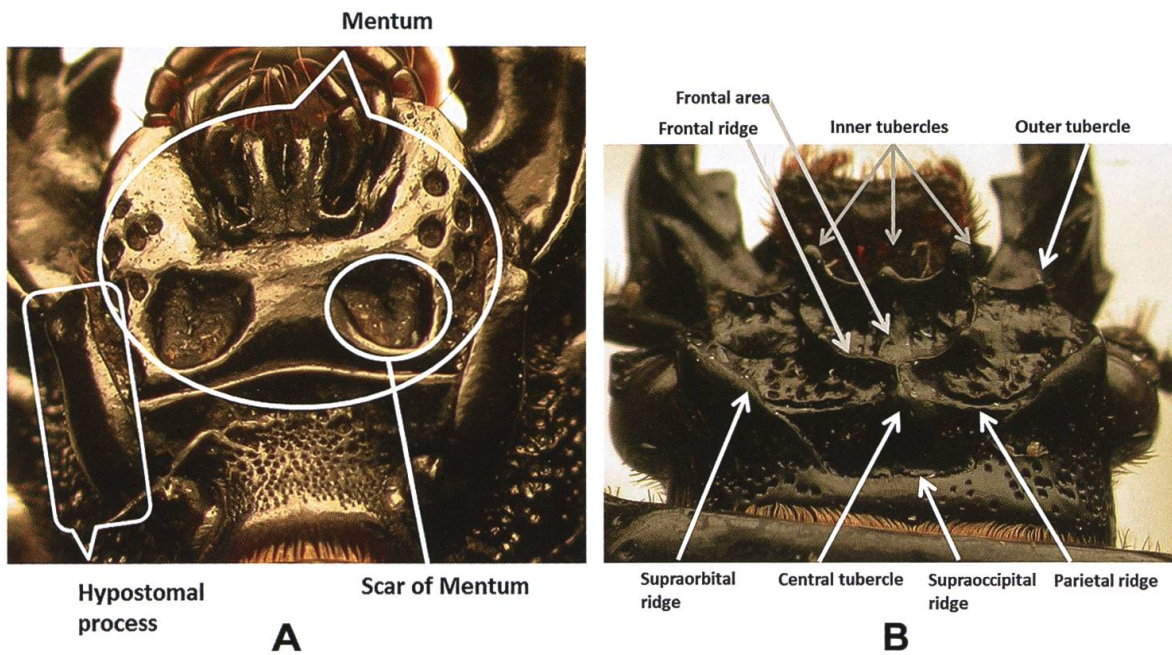 Mentum
Hypostomal
process
Scar of Mentum
A
Frontal area
Frontal ridge
Inner tubercles
Outer tubercle
Supraorbital
ridge
Central tubercle
Supraoccipital
ridge
Parietal ridge
B